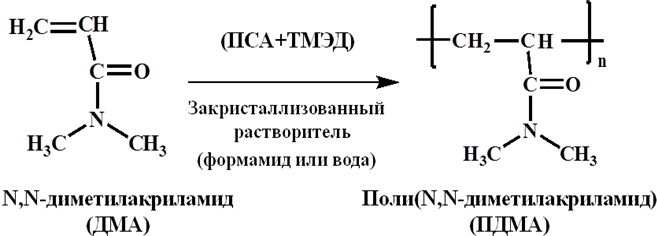 H₂C=CH
C=O
N
H₃C CH₃
(ПСА+ТМЭД)
Закристаллизованный
растворитель
(формамид или вода)
CH₂—CH
n
C=O
N
H₃C CH₃
N,N-диметилакриламид
(ДМА)
Поли(N,N-диметилакриламид)
(ПДМА)